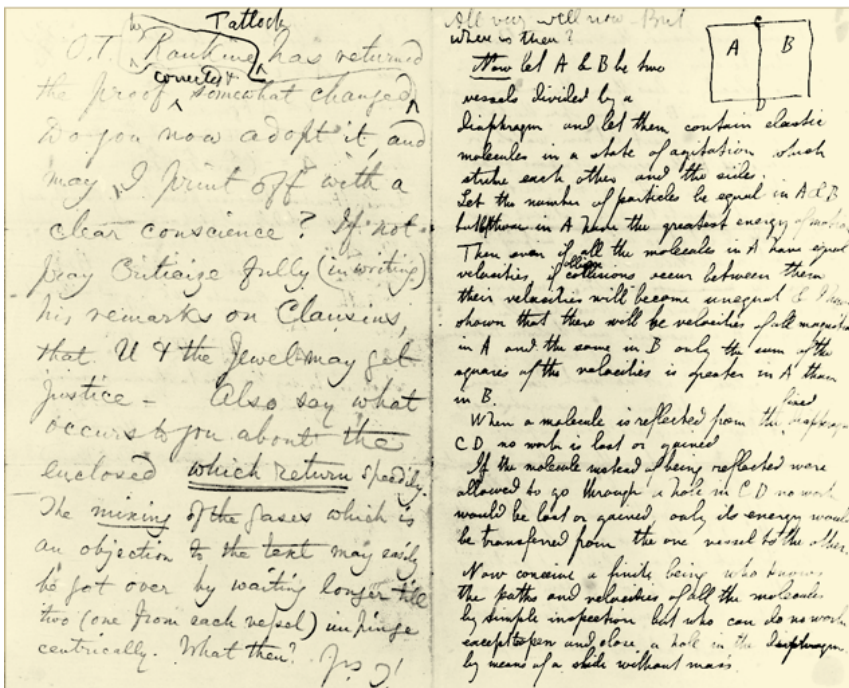 Tatlock
by
O.T. Rankine has returned
corrected &
the proof somewhat changed
Do you now adopt it, and
may I print off with a
clear conscience? If not
pray Criticize fully (in writing)
his remarks on Clausius,
that U & the Jewel may get
justice - Also say what
occurs to you about the
enclosed which return speedily.
The mixing of the gases which is
an objection to the text may easily
be got over by waiting longer till
two (one from each vessel) impinge
centrically. What then?
All very well now - But
where is then?
A B
Now let A & B be two
vessels divided by a
diaphragm and let them contain elastic
molecules in a state of agitation which
strike each other and the sides.
Let the number of particles be equal in A & B
but those in A have the greatest energy of motion
Then even if all the molecules in A have equal
velocities if collisions occur between them
their velocities will become unequal & I have
shown that there will be velocities of all magnitudes
in A and the same in B only the sum of the
squares of the velocities is greater in A than
in B.
When a molecule is reflected from the fixed diaphragm
C D no work is lost or gained
If the molecule instead of being reflected were
allowed to go through a hole in C D no work
would be lost or gained, only its energy would
be transferred from the one vessel to the other.
Now conceive a finite being who knows
the paths and velocities of all the molecules
by simple inspection but who can do no work
except open and close a hole in the diaphragm
by means of a slide without mass.